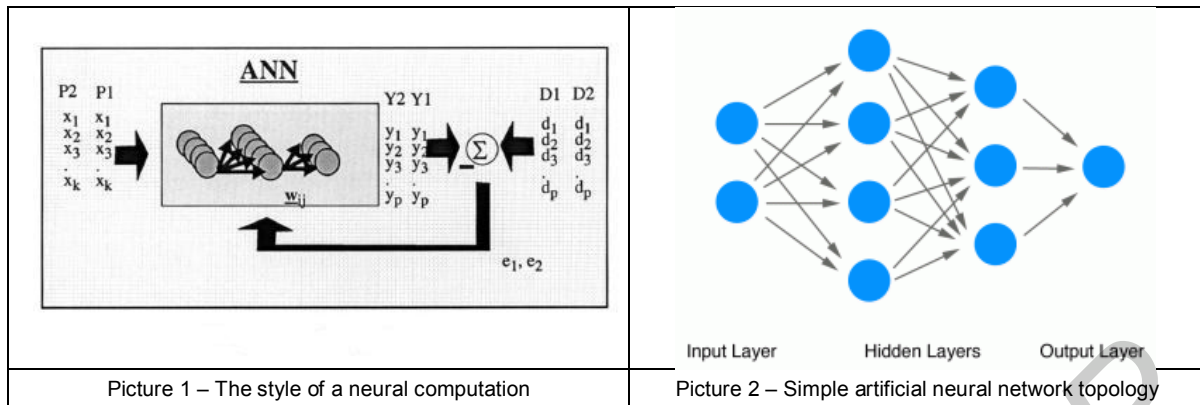 ANN
P2 P1
Y2 Y1
D1 D2
x1 x1
x2 x2
x3 x3
. .
xk xk
wij
y1 y1
y2 y2
y3 y3
. .
yp yp
Σ
–
d1 d1
d2 d2
d3 d3
. .
dp dp
e1, e2
Picture 1 – The style of a neural computation
Input Layer
Hidden Layers
Output Layer
Picture 2 – Simple artificial neural network topology